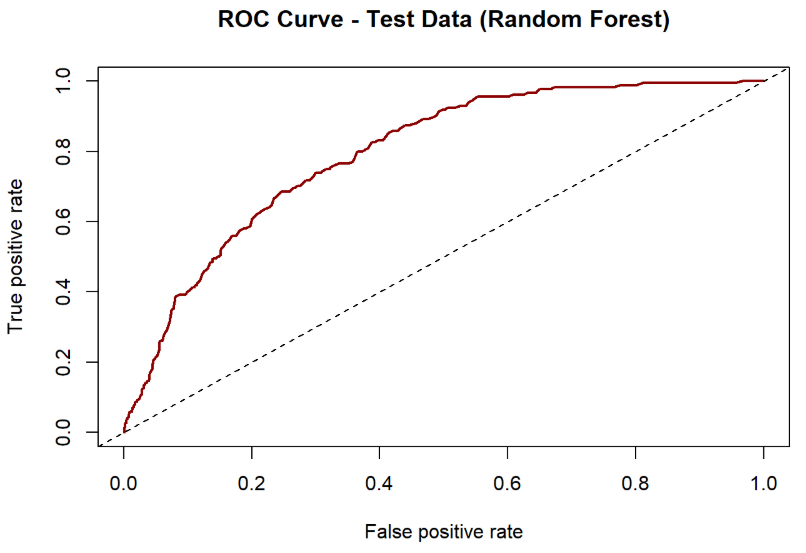 ROC Curve - Test Data (Random Forest)
True positive rate
1.0
0.8
0.6
0.4
0.2
0.0
0.0 0.2 0.4 0.6 0.8 1.0
False positive rate